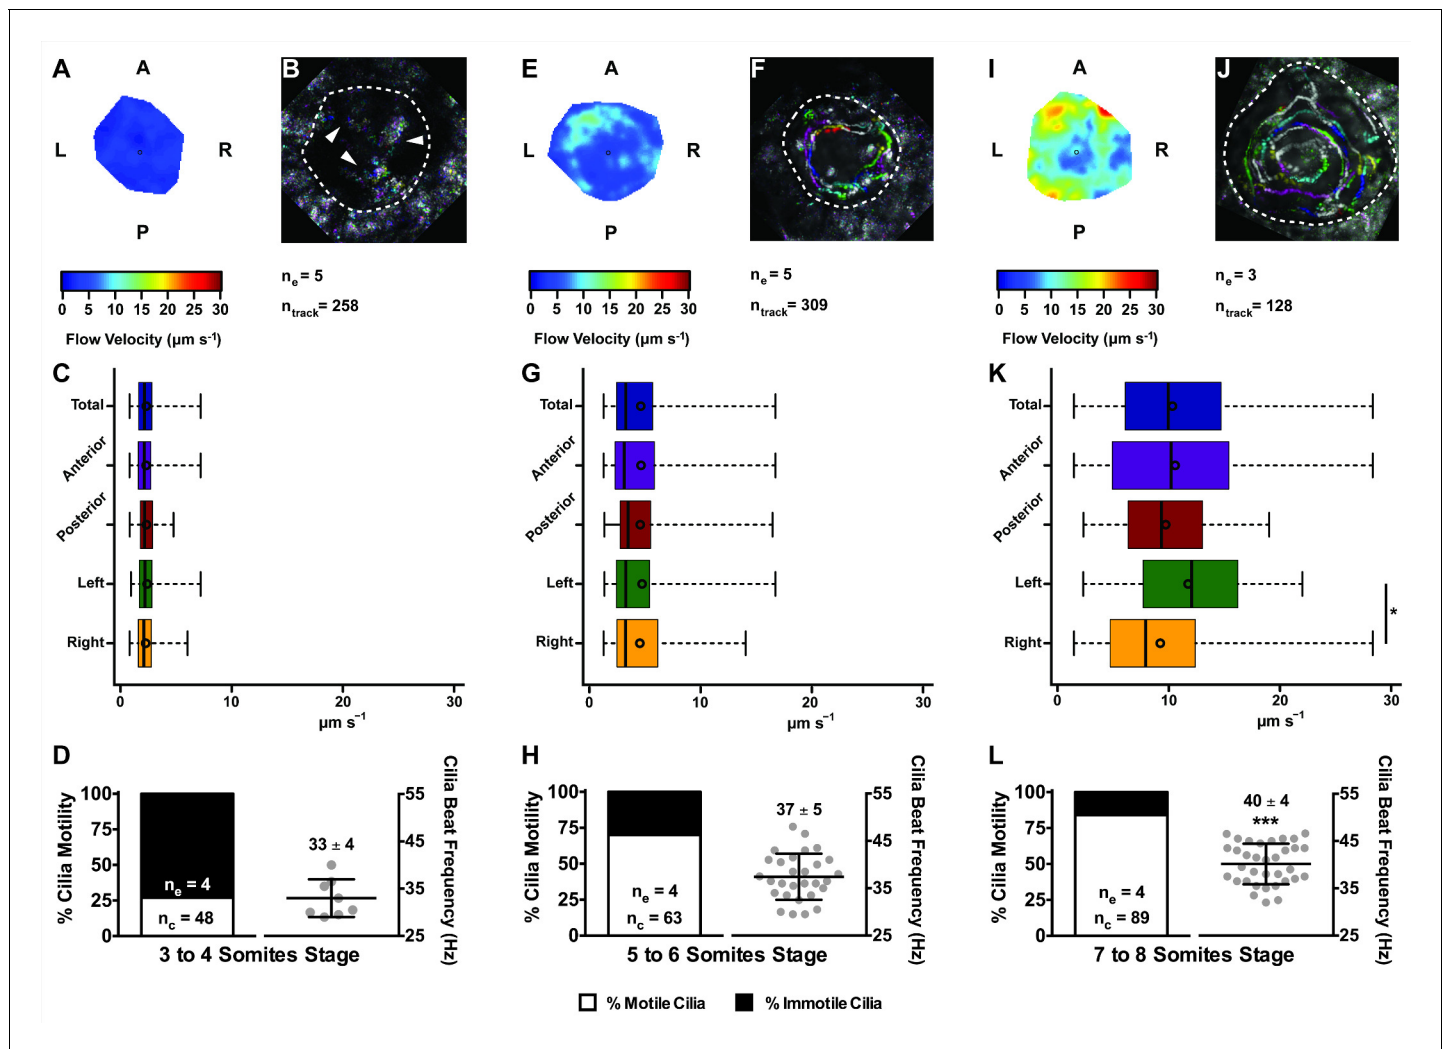 A
A
L
R
P
0 5 10 15 20 25 30
Flow Velocity (µm s⁻¹)
B
nₑ = 5
n_track = 258
E
A
L
R
P
0 5 10 15 20 25 30
Flow Velocity (µm s⁻¹)
F
nₑ = 5
n_track = 309
I
A
L
R
P
0 5 10 15 20 25 30
Flow Velocity (µm s⁻¹)
J
nₑ = 3
n_track = 128
C
Total
Anterior
Posterior
Left
Right
0 10 20 30
µm s⁻¹
G
Total
Anterior
Posterior
Left
Right
0 10 20 30
µm s⁻¹
K
Total
Anterior
Posterior
Left
Right
*
0 10 20 30
µm s⁻¹
D
% Cilia Motility
100
75
50
25
0
nₑ = 4
n_c = 48
33 ± 4
55
45
35
25
Cilia Beat Frequency (Hz)
3 to 4 Somites Stage
H
% Cilia Motility
100
75
50
25
0
nₑ = 4
n_c = 63
37 ± 5
55
45
35
25
Cilia Beat Frequency (Hz)
5 to 6 Somites Stage
L
% Cilia Motility
100
75
50
25
0
nₑ = 4
n_c = 89
40 ± 4
***
55
45
35
25
Cilia Beat Frequency (Hz)
7 to 8 Somites Stage
% Motile Cilia
% Immotile Cilia